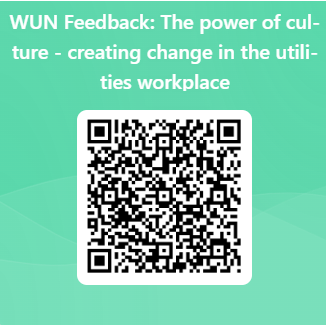 WUN Feedback: The power of cul-
ture - creating change in the utili-
ties workplace